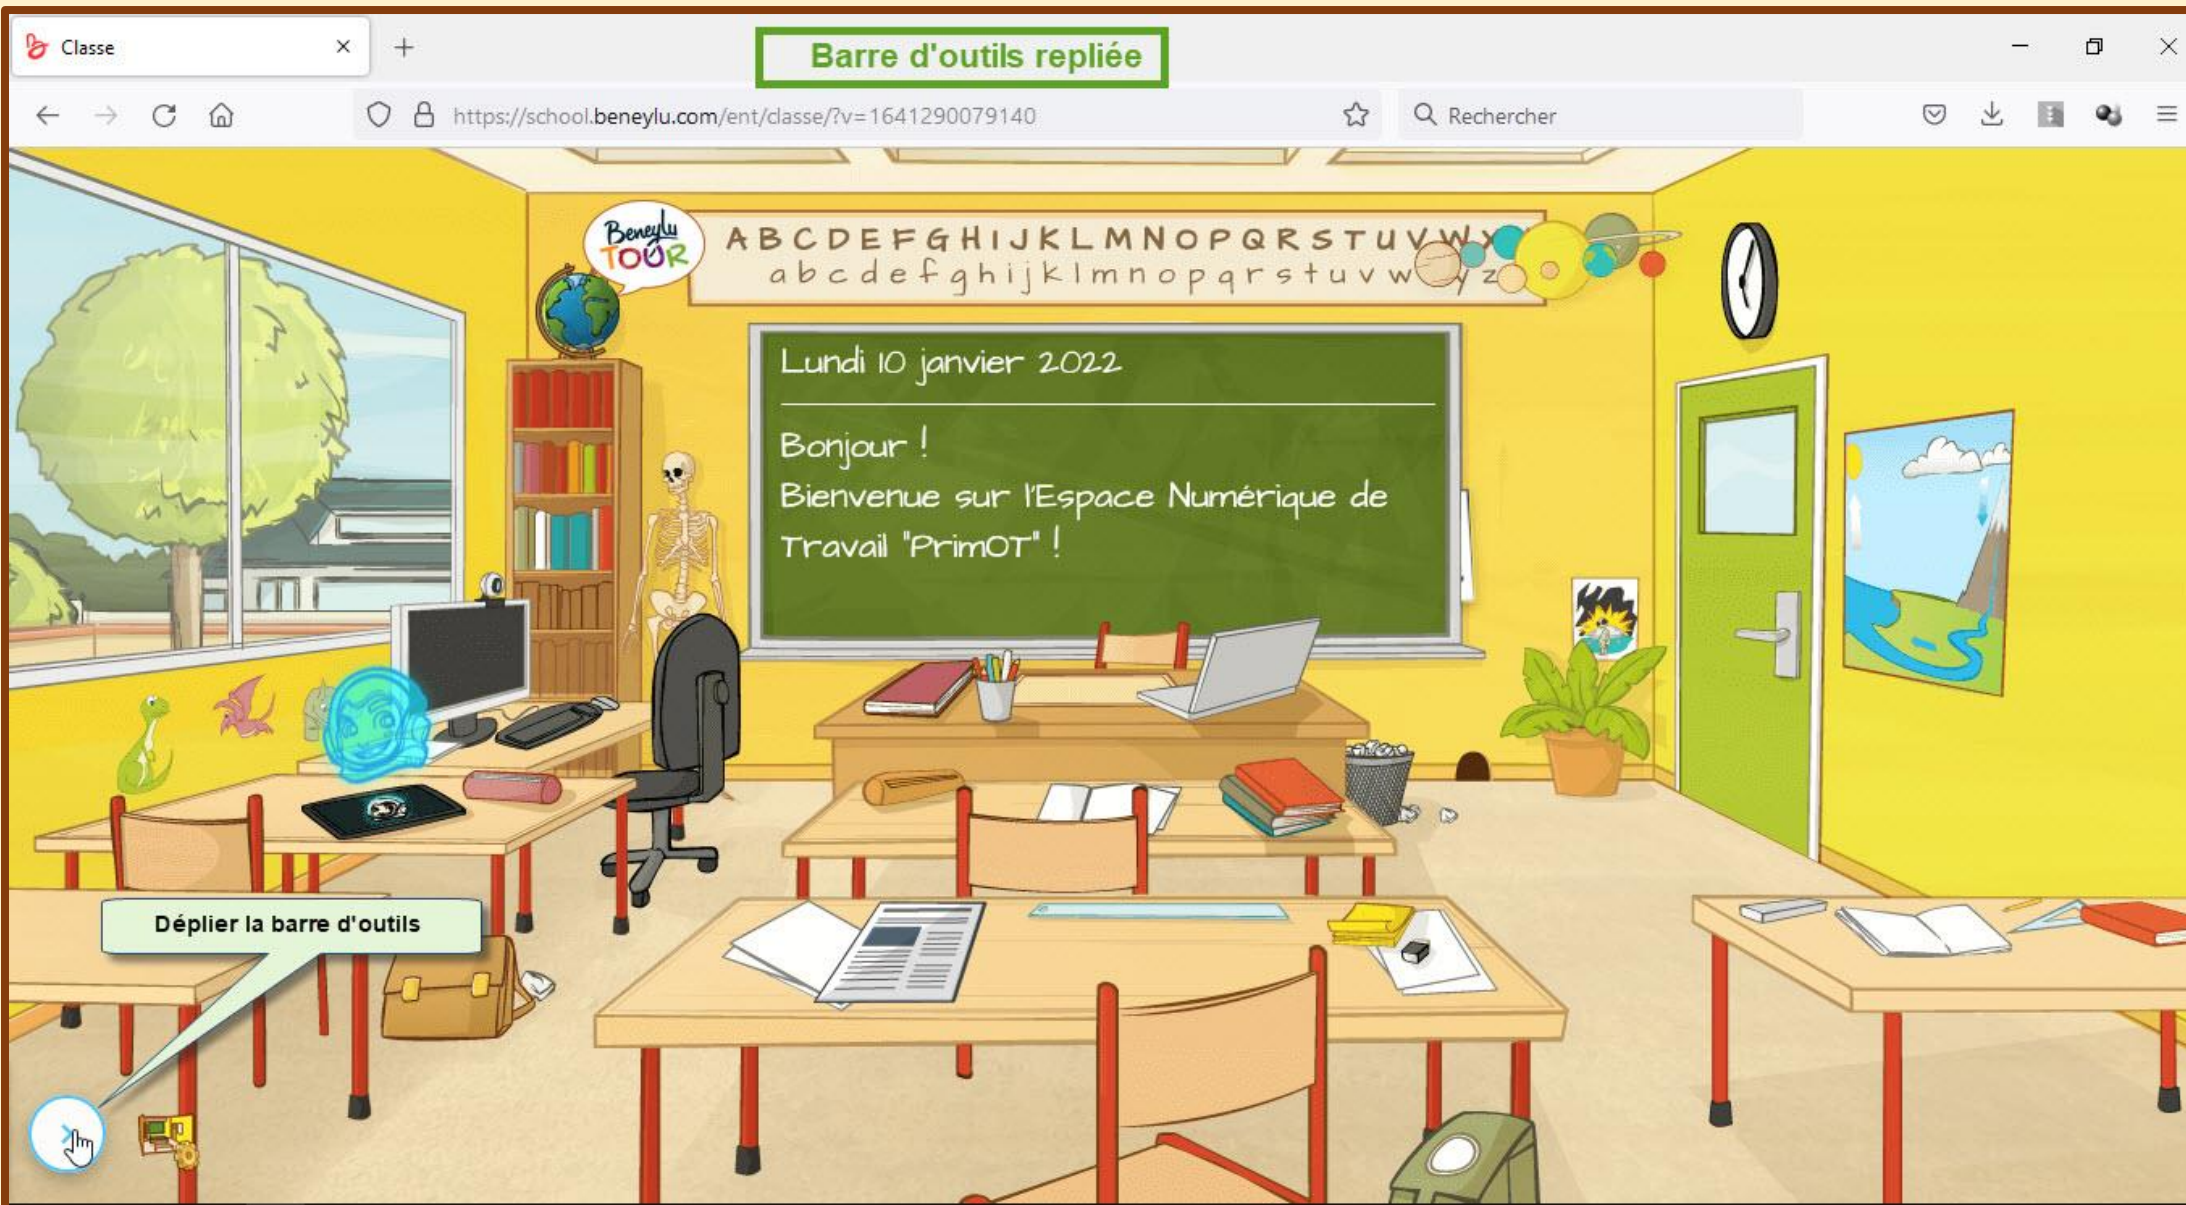 Classe
Barre d'outils repliée
https://school.beneylu.com/ent/classe/?v=1641290079140
Rechercher
Beneylu
TOUR
A B C D E F G H I J K L M N O P Q R S T U V W X
a b c d e f g h i j k l m n o p q r s t u v w y z
Lundi 10 janvier 2022
Bonjour !
Bienvenue sur l'Espace Numérique de
Travail "PrimOT" !
Déplier la barre d'outils